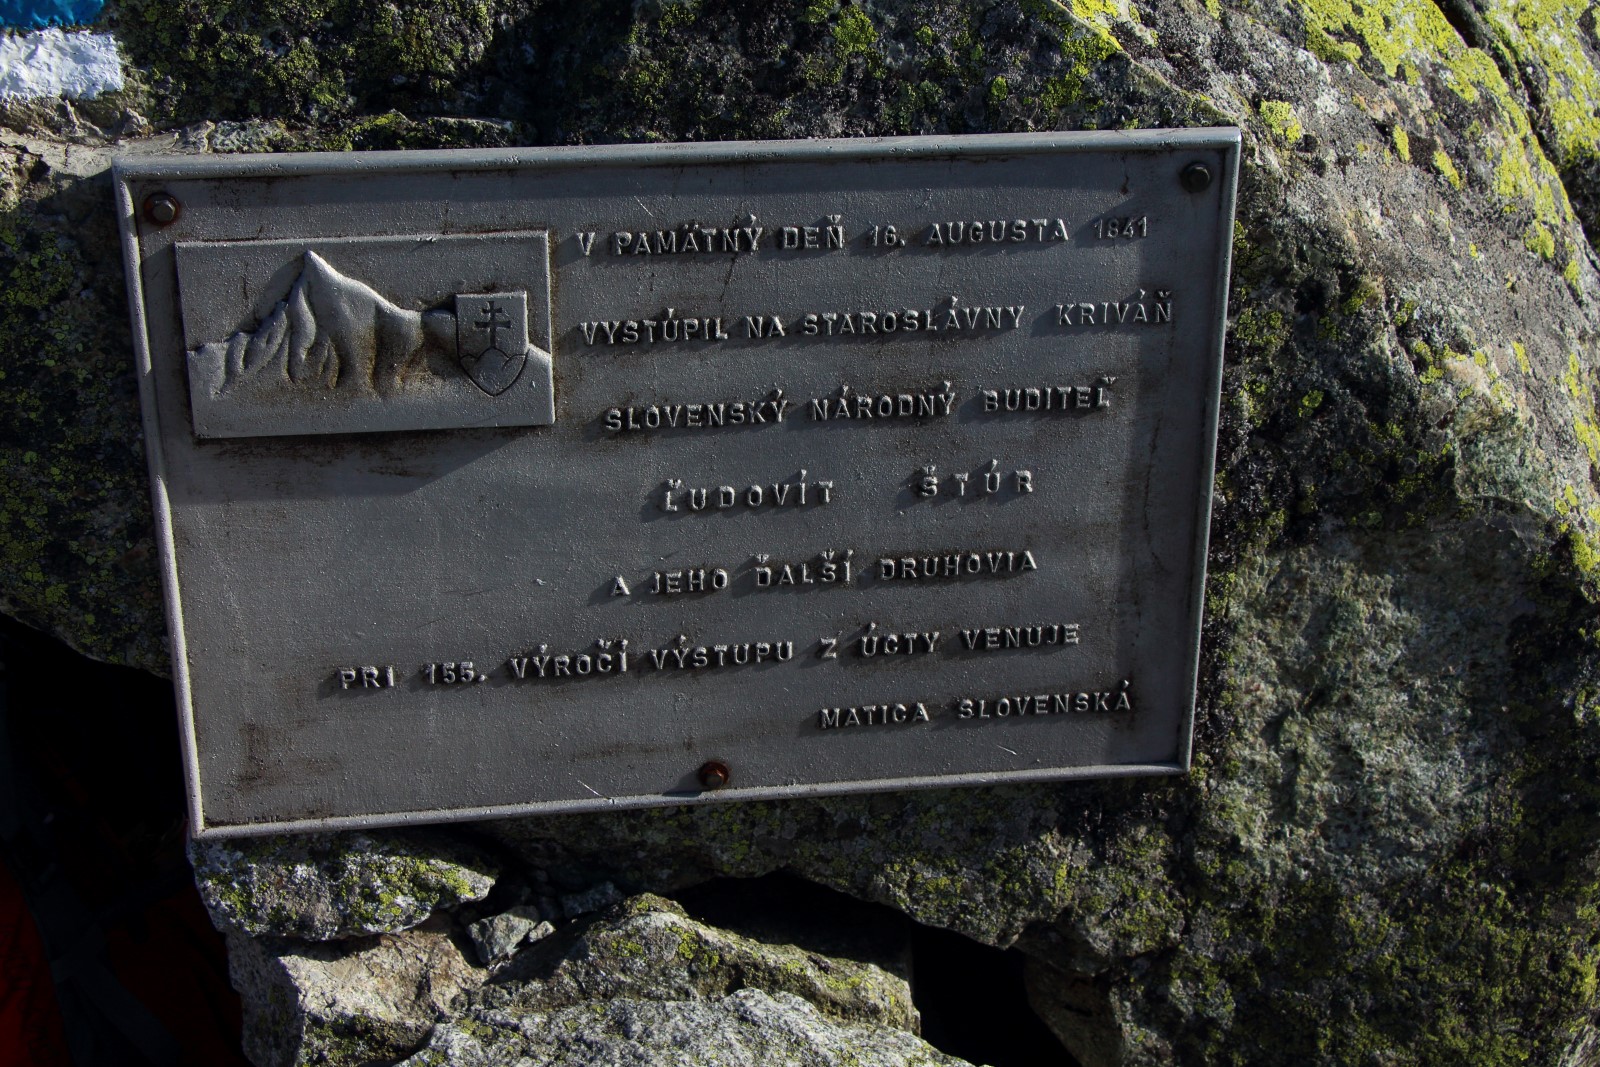 V PAMÄTNÝ DEŇ 16. AUGUSTA 1841
VYSTÚPIL NA STAROSLÁVNY KRIVÁŇ
SLOVENSKÝ NÁRODNÝ BUDITEĽ
ĽUDOVÍT ŠTÚR
A JEHO ĎALŠÍ DRUHOVIA
PRI 155. VÝROČÍ VÝSTUPU Z ÚCTY VENUJE
MATICA SLOVENSKÁ